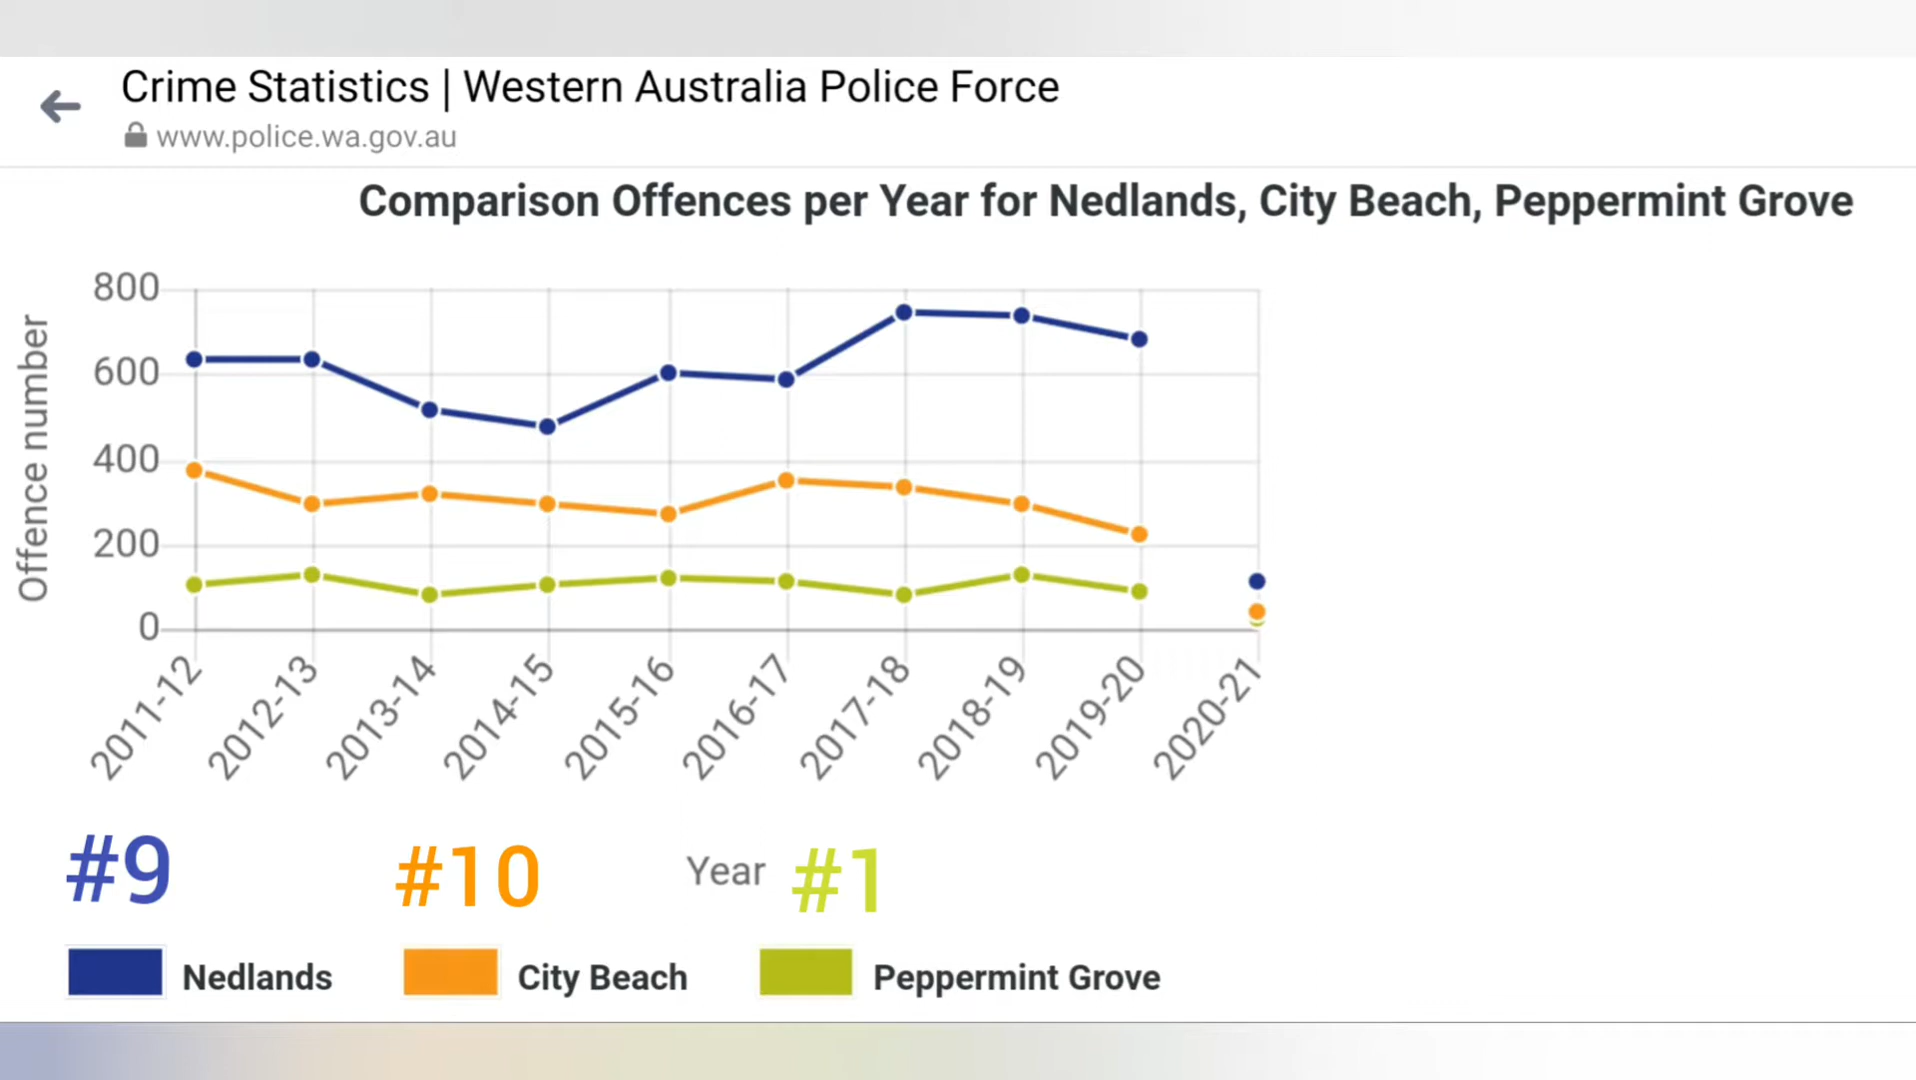 Crime Statistics | Western Australia Police Force
www.police.wa.gov.au
Comparison Offences per Year for Nedlands, City Beach, Peppermint Grove
Offence number
800
600
400
200
0
2011-12
2012-13
2013-14
2014-15
2015-16
2016-17
2017-18
2018-19
2019-20
2020-21
#9
#10
Year
#1
Nedlands
City Beach
Peppermint Grove